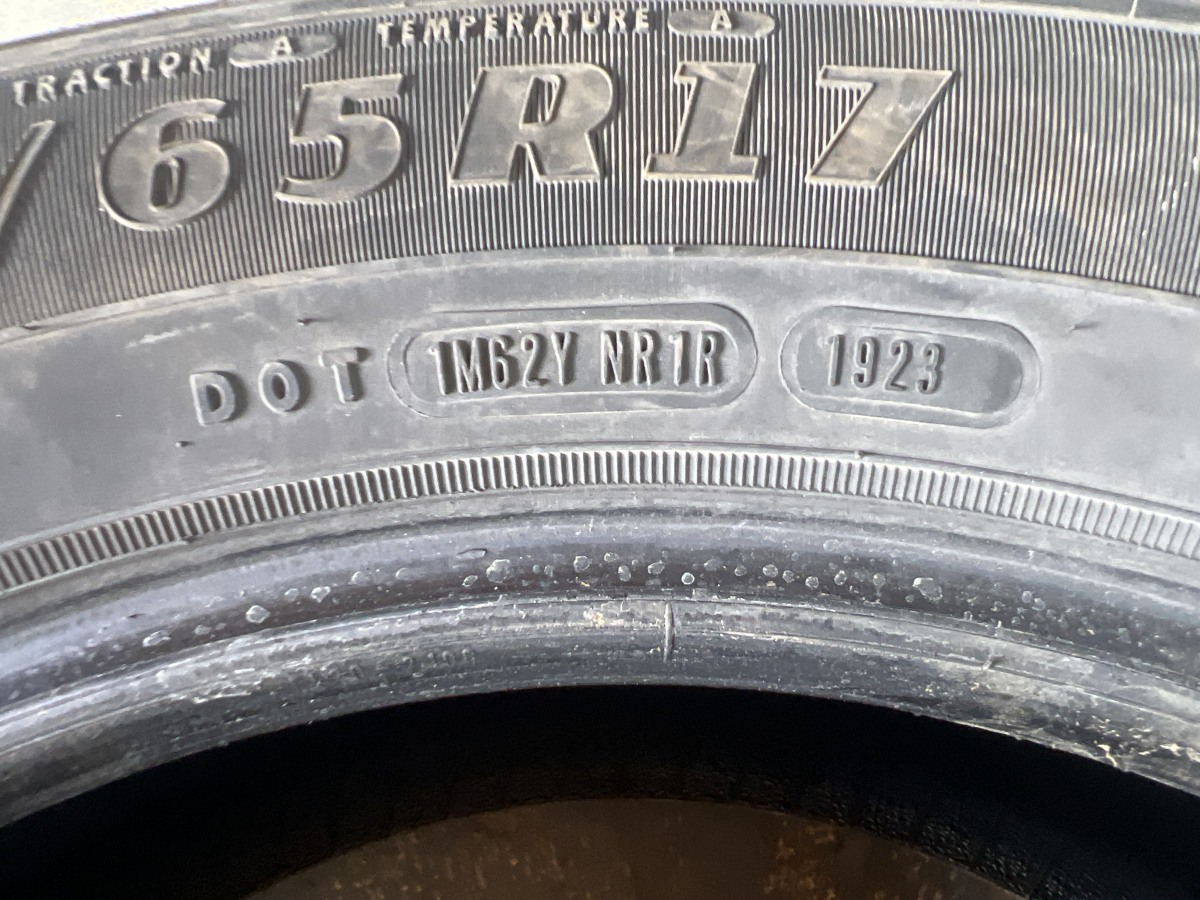 TRACTION A TEMPERATURE A
/65R17
DOT 1M62Y NR1R 1923